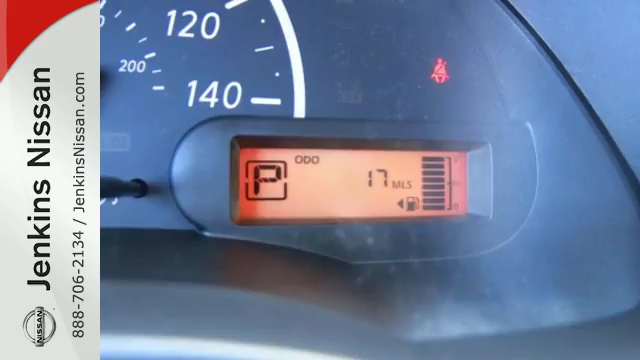 120
200
140
ODO
P
17 MLS
Jenkins Nissan
888-706-2134 / JenkinsNissan.com
NISSAN